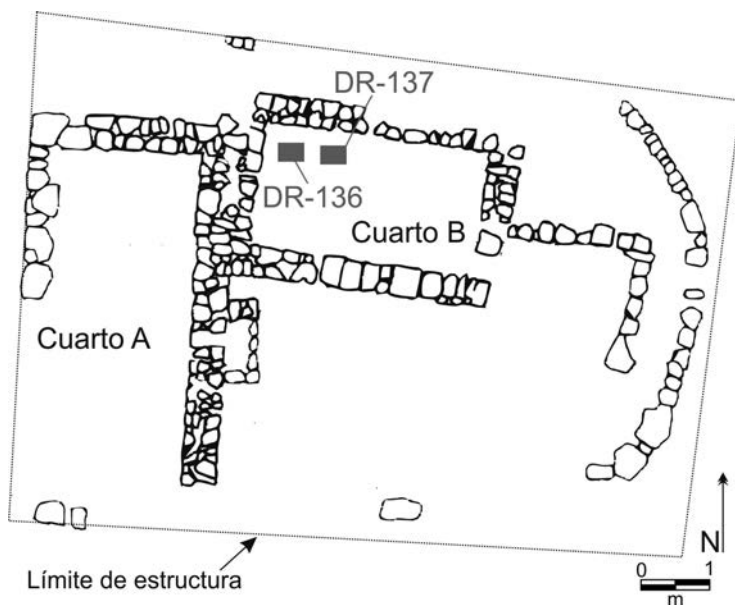 DR-137
DR-136
Cuarto B
Cuarto A
N
0 1
m
Límite de estructura